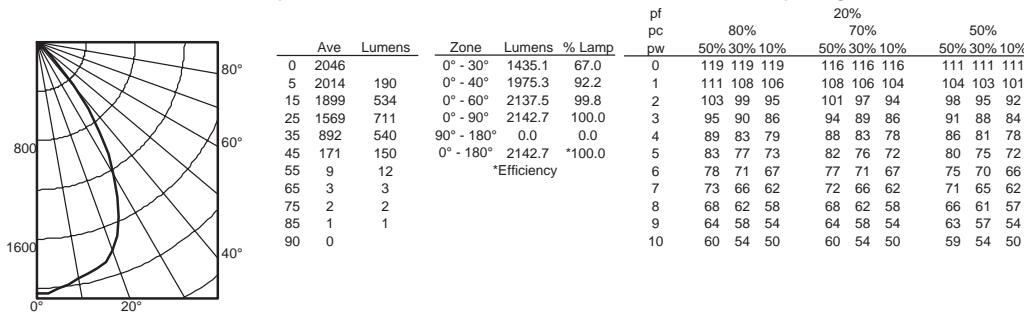 pf 20%
pc 80% 70% 50%
Ave Lumens Zone Lumens % Lamp pw 50% 30% 10% 50% 30% 10% 50% 30% 10%
0 2046 0° - 30° 1435.1 67.0 0 119 119 119 116 116 116 111 111 111
5 2014 190 0° - 40° 1975.3 92.2 1 111 108 106 108 106 104 104 103 101
15 1899 534 0° - 60° 2137.5 99.8 2 103 99 95 101 97 94 98 95 92
25 1569 711 0° - 90° 2142.7 100.0 3 95 90 86 94 89 86 91 88 84
35 892 540 90° - 180° 0.0 0.0 4 89 83 79 88 83 78 86 81 78
45 171 150 0° - 180° 2142.7 *100.0 5 83 77 73 82 76 72 80 75 72
55 9 12 *Efficiency 6 78 71 67 77 71 67 75 70 66
65 3 3 7 73 66 62 72 66 62 71 65 62
75 2 2 8 68 62 58 68 62 58 66 61 57
85 1 1 9 64 58 54 64 58 54 63 57 54
90 0 10 60 54 50 60 54 50 59 54 50
80°
60°
800
1600
40°
0° 20°